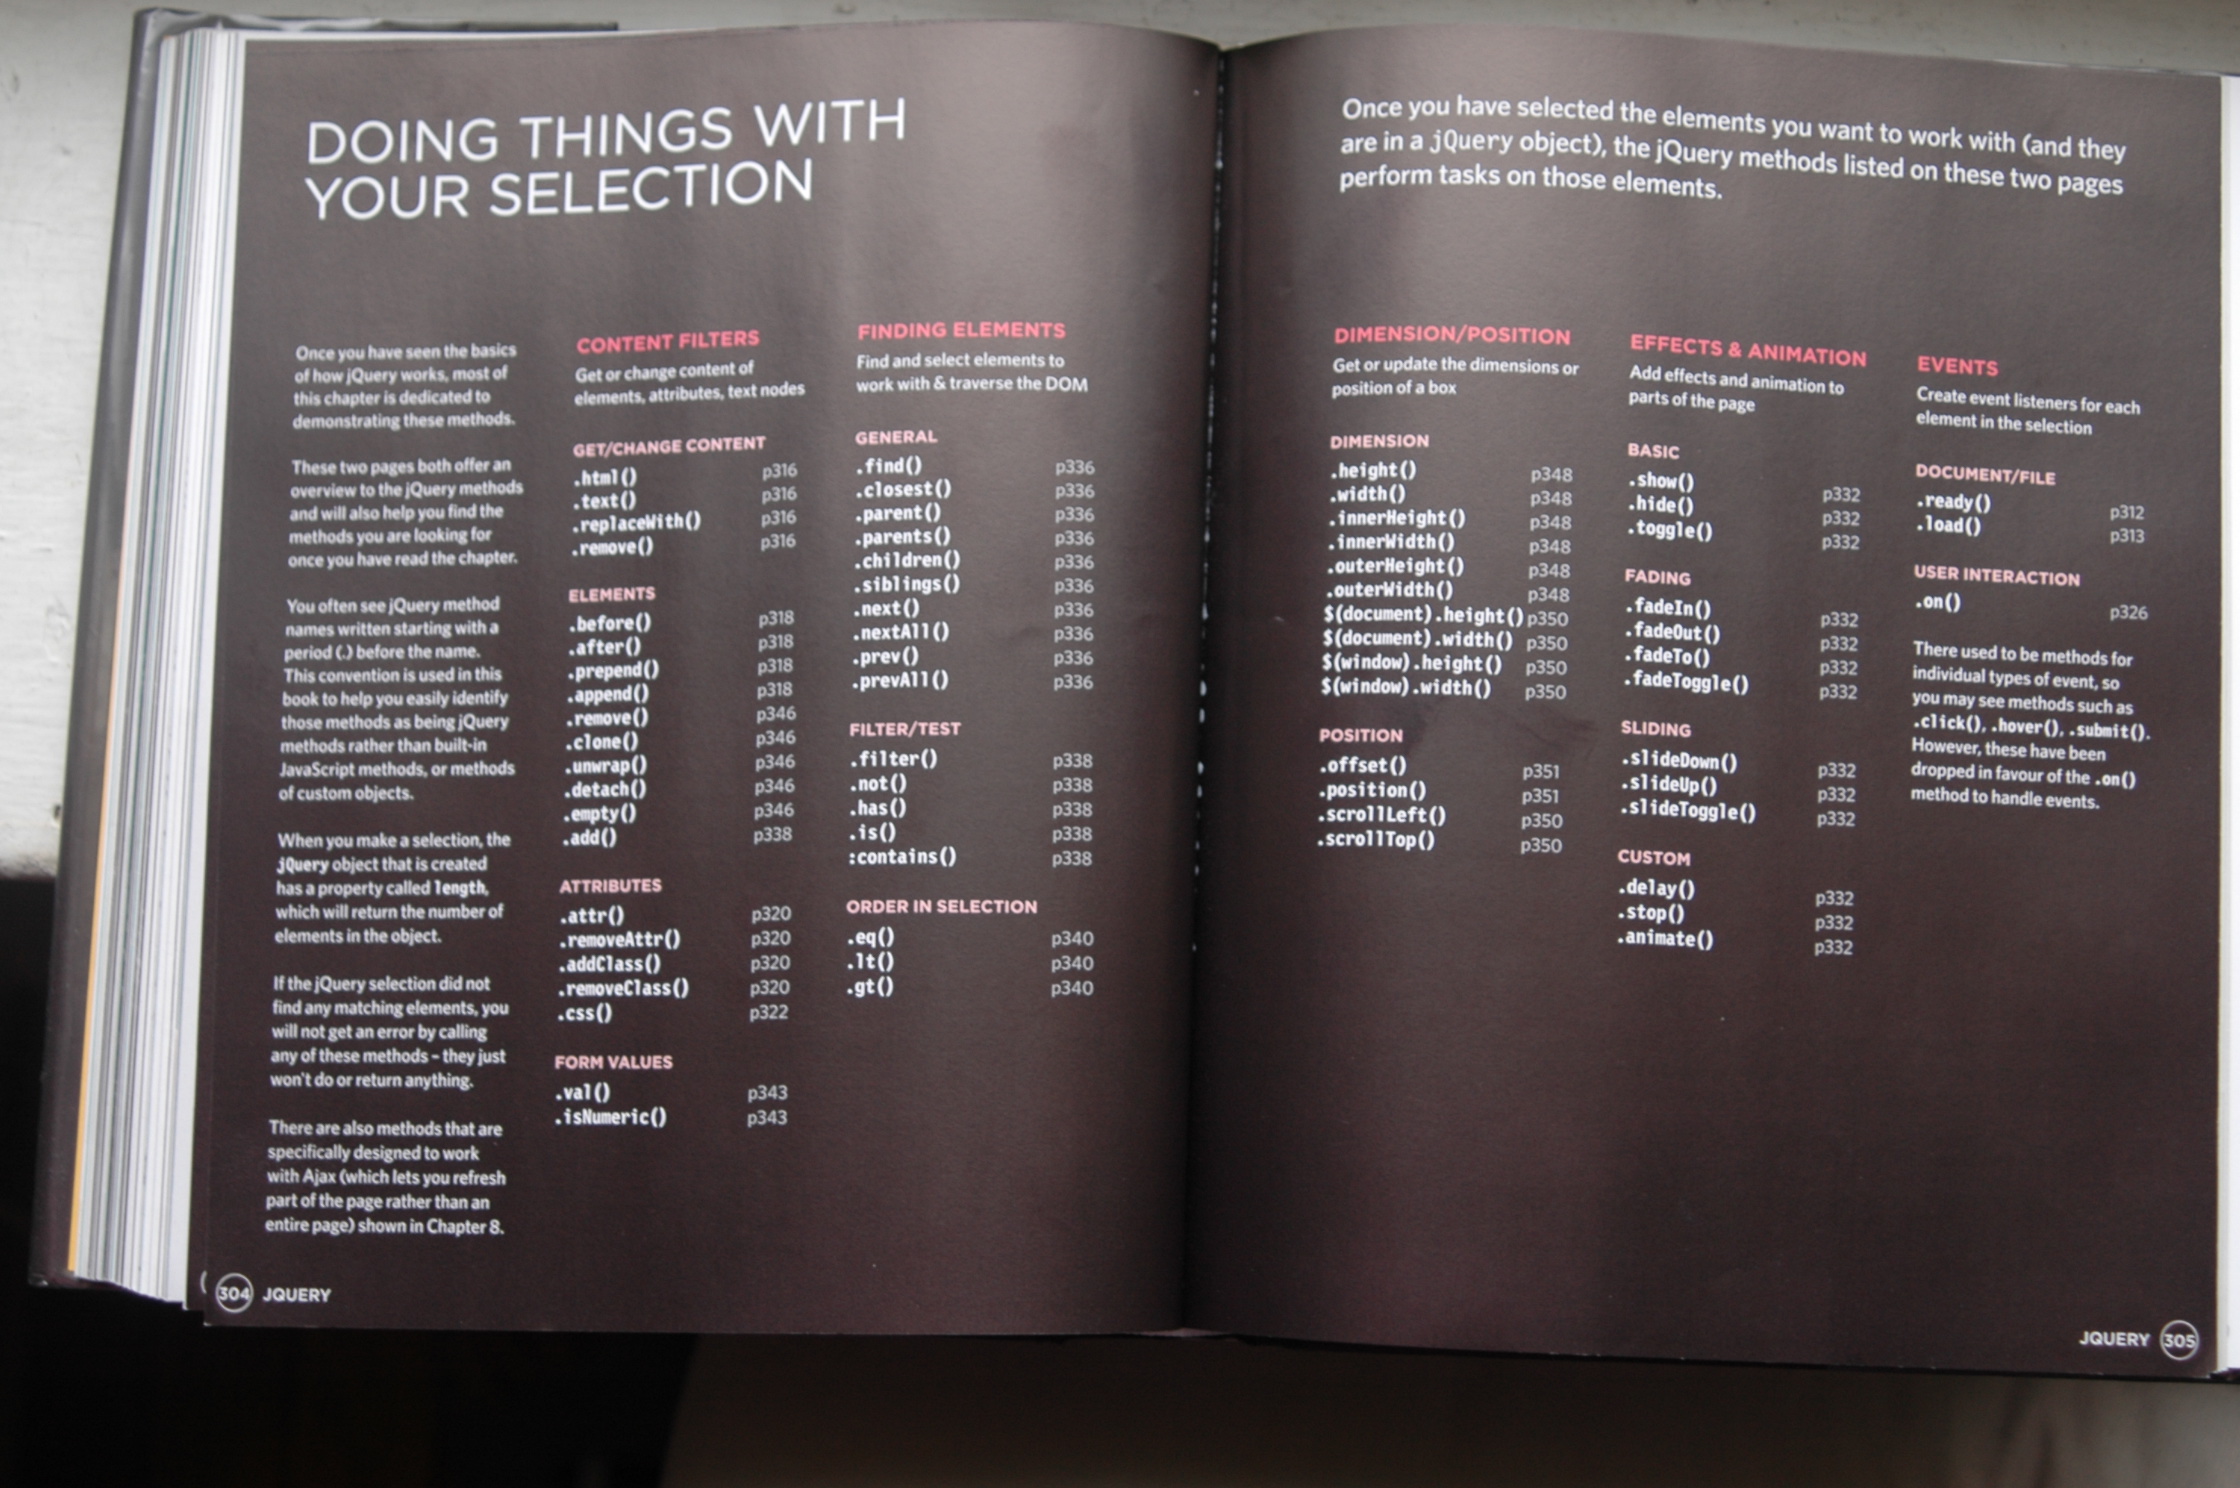 DOING THINGS WITH
YOUR SELECTION
Once you have seen the basics
of how jQuery works, most of
this chapter is dedicated to
demonstrating these methods.
These two pages both offer an
overview to the jQuery methods
and will also help you find the
methods you are looking for
once you have read the chapter.
You often see jQuery method
names written starting with a
period (.) before the name.
This convention is used in this
book to help you easily identify
those methods as being jQuery
methods rather than built-in
JavaScript methods, or methods
of custom objects.
When you make a selection, the
jQuery object that is created
has a property called length,
which will return the number of
elements in the object.
If the jQuery selection did not
find any matching elements, you
will not get an error by calling
any of these methods - they just
won't do or return anything.
There are also methods that are
specifically designed to work
with Ajax (which lets you refresh
part of the page rather than an
entire page) shown in Chapter 8.
CONTENT FILTERS
Get or change content of
elements, attributes, text nodes
GET/CHANGE CONTENT
.html() p316
.text() p316
.replaceWith() p316
.remove() p316
ELEMENTS
.before() p318
.after() p318
.prepend() p318
.append() p318
.remove() p346
.clone() p346
.unwrap() p346
.detach() p346
.empty() p346
.add() p338
ATTRIBUTES
.attr() p320
.removeAttr() p320
.addClass() p320
.removeClass() p320
.css() p322
FORM VALUES
.val() p343
.isNumeric() p343
FINDING ELEMENTS
Find and select elements to
work with & traverse the DOM
GENERAL
.find() p336
.closest() p336
.parent() p336
.parents() p336
.children() p336
.siblings() p336
.next() p336
.nextAll() p336
.prev() p336
.prevAll() p336
FILTER/TEST
.filter() p338
.not() p338
.has() p338
.is() p338
:contains() p338
ORDER IN SELECTION
.eq() p340
.lt() p340
.gt() p340
304 JQUERY
Once you have selected the elements you want to work with (and they
are in a jQuery object), the jQuery methods listed on these two pages
perform tasks on those elements.
DIMENSION/POSITION
Get or update the dimensions or
position of a box
DIMENSION
.height() p348
.width() p348
.innerHeight() p348
.innerWidth() p348
.outerHeight() p348
.outerWidth() p348
$(document).height() p350
$(document).width() p350
$(window).height() p350
$(window).width() p350
POSITION
.offset() p351
.position() p351
.scrollLeft() p350
.scrollTop() p350
EFFECTS & ANIMATION
Add effects and animation to
parts of the page
BASIC
.show() p332
.hide() p332
.toggle() p332
FADING
.fadeIn() p332
.fadeOut() p332
.fadeTo() p332
.fadeToggle() p332
SLIDING
.slideDown() p332
.slideUp() p332
.slideToggle() p332
CUSTOM
.delay() p332
.stop() p332
.animate() p332
EVENTS
Create event listeners for each
element in the selection
DOCUMENT/FILE
.ready() p312
.load() p313
USER INTERACTION
.on() p326
There used to be methods for
individual types of event, so
you may see methods such as
.click(), .hover(), .submit().
However, these have been
dropped in favour of the .on()
method to handle events.
JQUERY 305